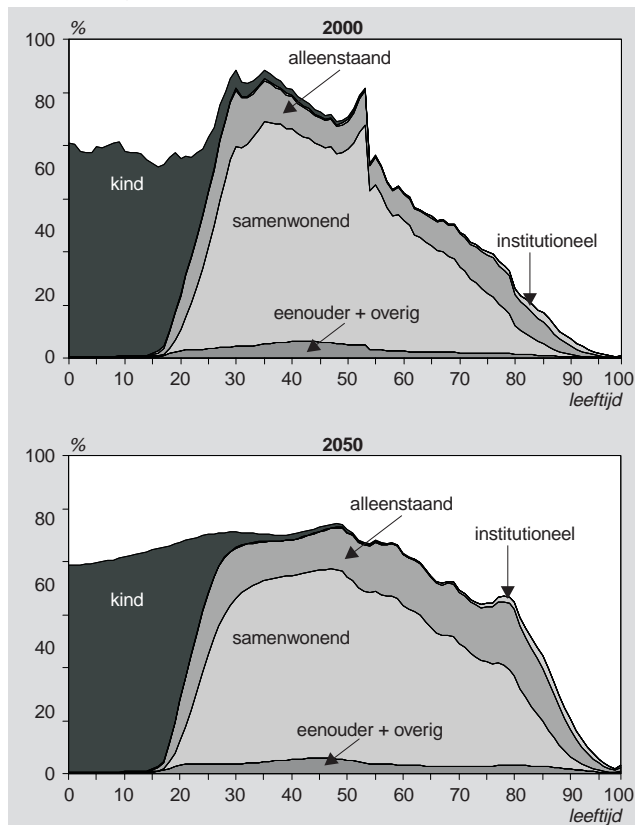 %
2000
100
80
60
40
20
0
alleenstaand
kind
samenwonend
institutioneel
eenouder + overig
0 10 20 30 40 50 60 70 80 90 100
leeftijd
%
2050
100
80
60
40
20
0
alleenstaand
institutioneel
kind
samenwonend
eenouder + overig
0 10 20 30 40 50 60 70 80 90 100
leeftijd